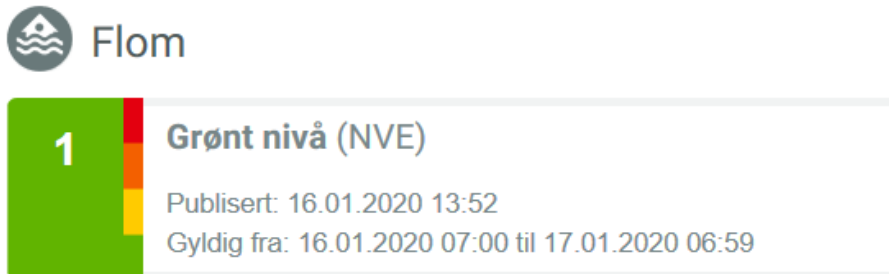 Flom
1
Grønt nivå (NVE)
Publisert: 16.01.2020 13:52
Gyldig fra: 16.01.2020 07:00 til 17.01.2020 06:59